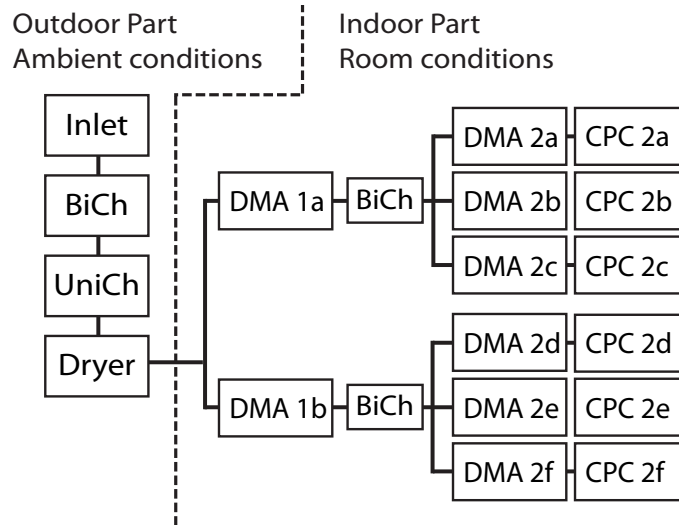 Outdoor Part
Ambient conditions
Indoor Part
Room conditions
Inlet
BiCh
UniCh
Dryer
DMA 1a
BiCh
DMA 2a
CPC 2a
DMA 2b
CPC 2b
DMA 2c
CPC 2c
DMA 1b
BiCh
DMA 2d
CPC 2d
DMA 2e
CPC 2e
DMA 2f
CPC 2f